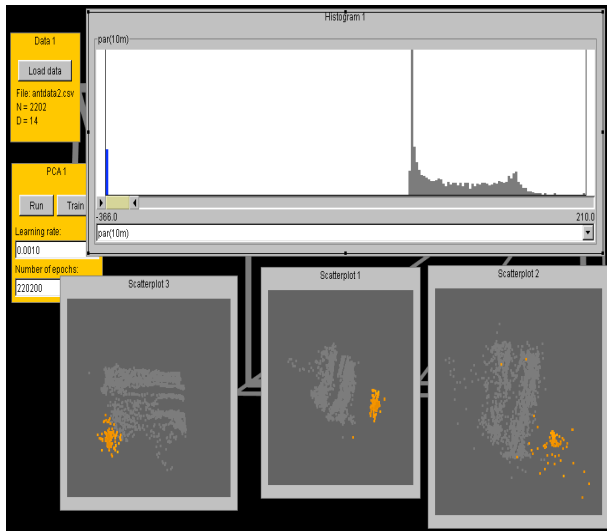 Histogram 1
par(10m)
-366.0 210.0
par(10m)
Data 1
Load data
File: antdata2.csv
N = 2202
D = 14
PCA 1
Run Train
Learning rate:
0.0010
Number of epochs:
220200
Scatterplot 3
Scatterplot 1
Scatterplot 2